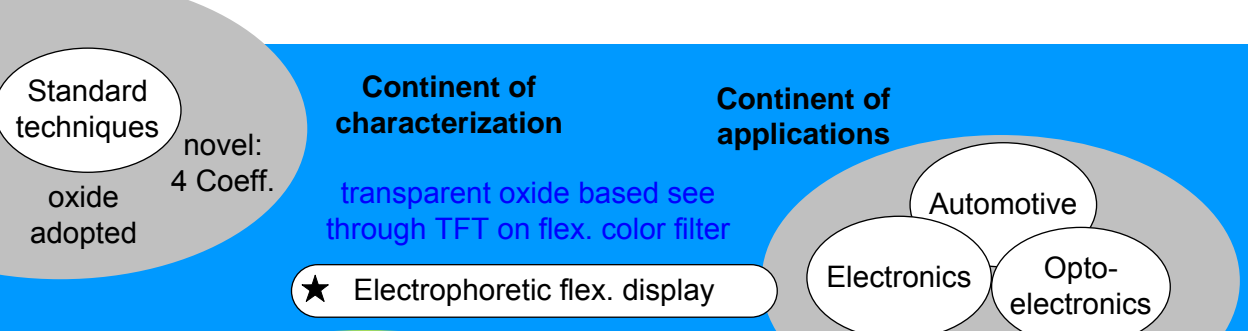 Standard
techniques
novel:
4 Coeff.
oxide
adopted
Continent of
characterization
Continent of
applications
transparent oxide based see
through TFT on flex. color filter
★ Electrophoretic flex. display
Automotive
Electronics
Opto-
electronics